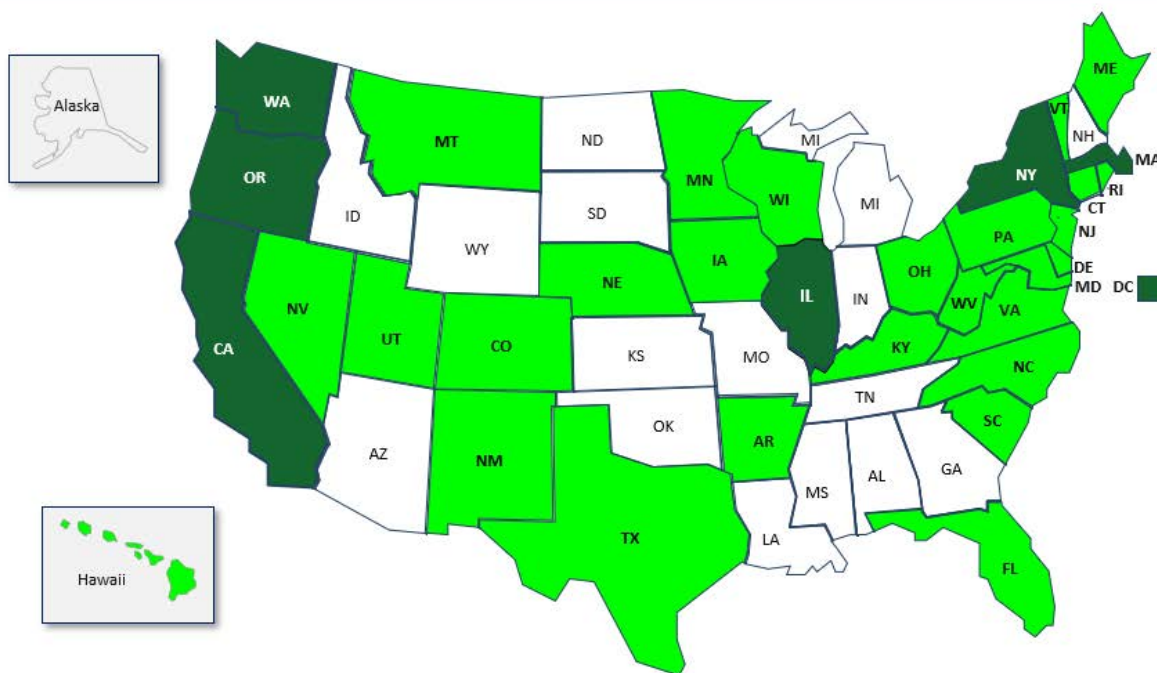 ME
WA
Alaska
VT
NH
MT
ND
MI
MA
OR
MN
NY
WI
MI
RI
ID
SD
CT
WY
PA
NJ
IA
OH
DE
NE
MD
DC
IL
IN
WV
VA
NV
UT
CO
CA
KS
MO
KY
NC
TN
OK
AR
SC
AZ
NM
MS
AL
GA
TX
LA
FL
Hawaii